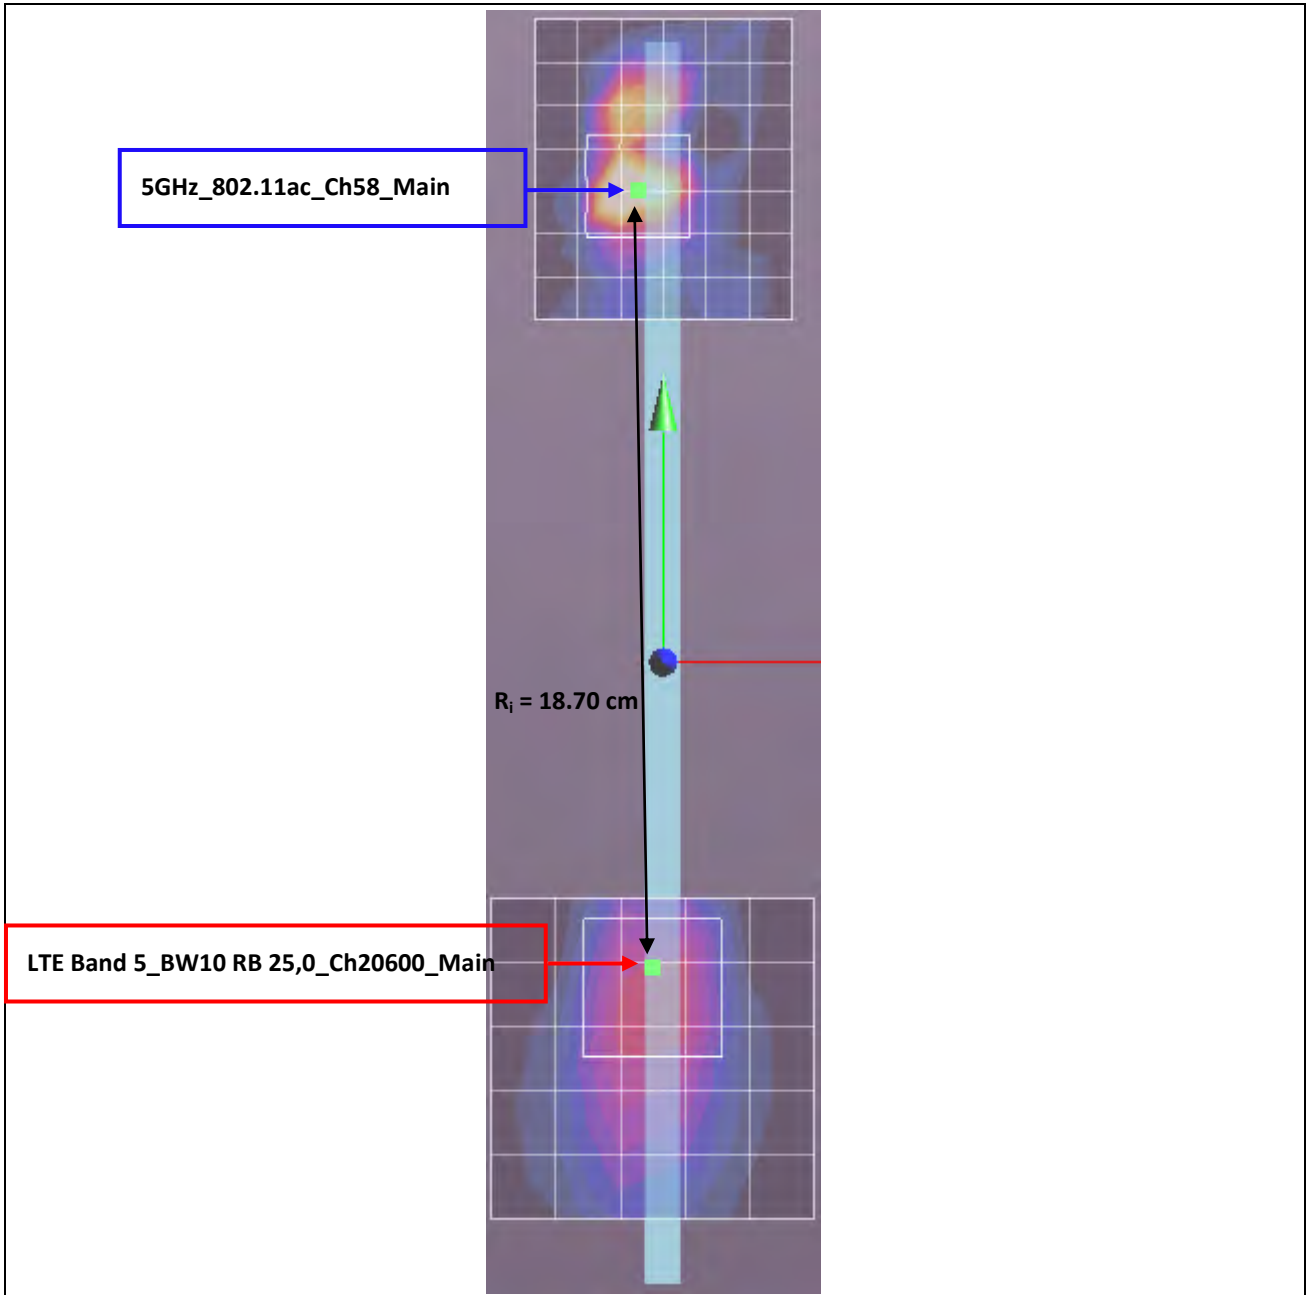 5GHz_802.11ac_Ch58_Main
Rᵢ = 18.70 cm
LTE Band 5_BW10 RB 25,0_Ch20600_Main